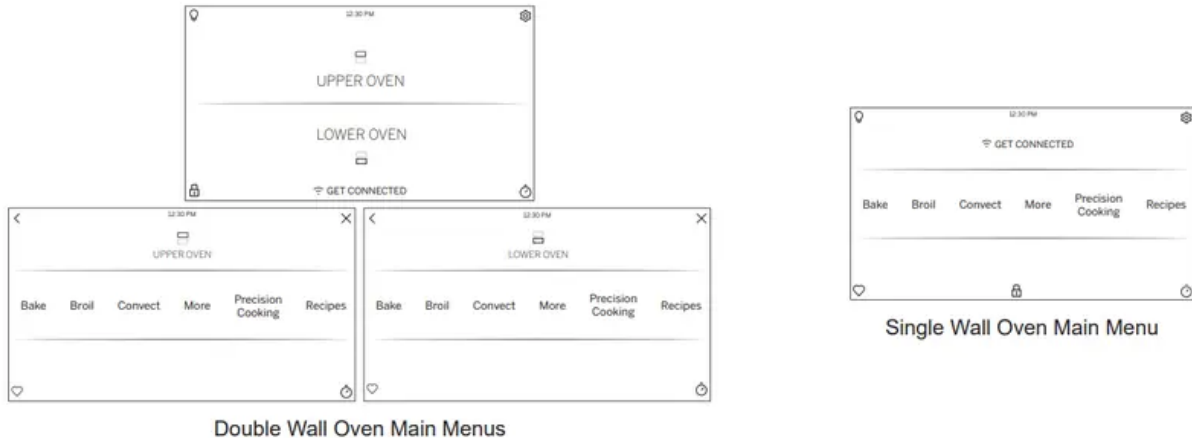 12:30 PM
UPPER OVEN
LOWER OVEN
GET CONNECTED
12:30 PM
UPPER OVEN
Bake Broil Convect More Precision Cooking Recipes
12:30 PM
LOWER OVEN
Bake Broil Convect More Precision Cooking Recipes
Double Wall Oven Main Menus
12:30 PM
GET CONNECTED
Bake Broil Convect More Precision Cooking Recipes
Single Wall Oven Main Menu